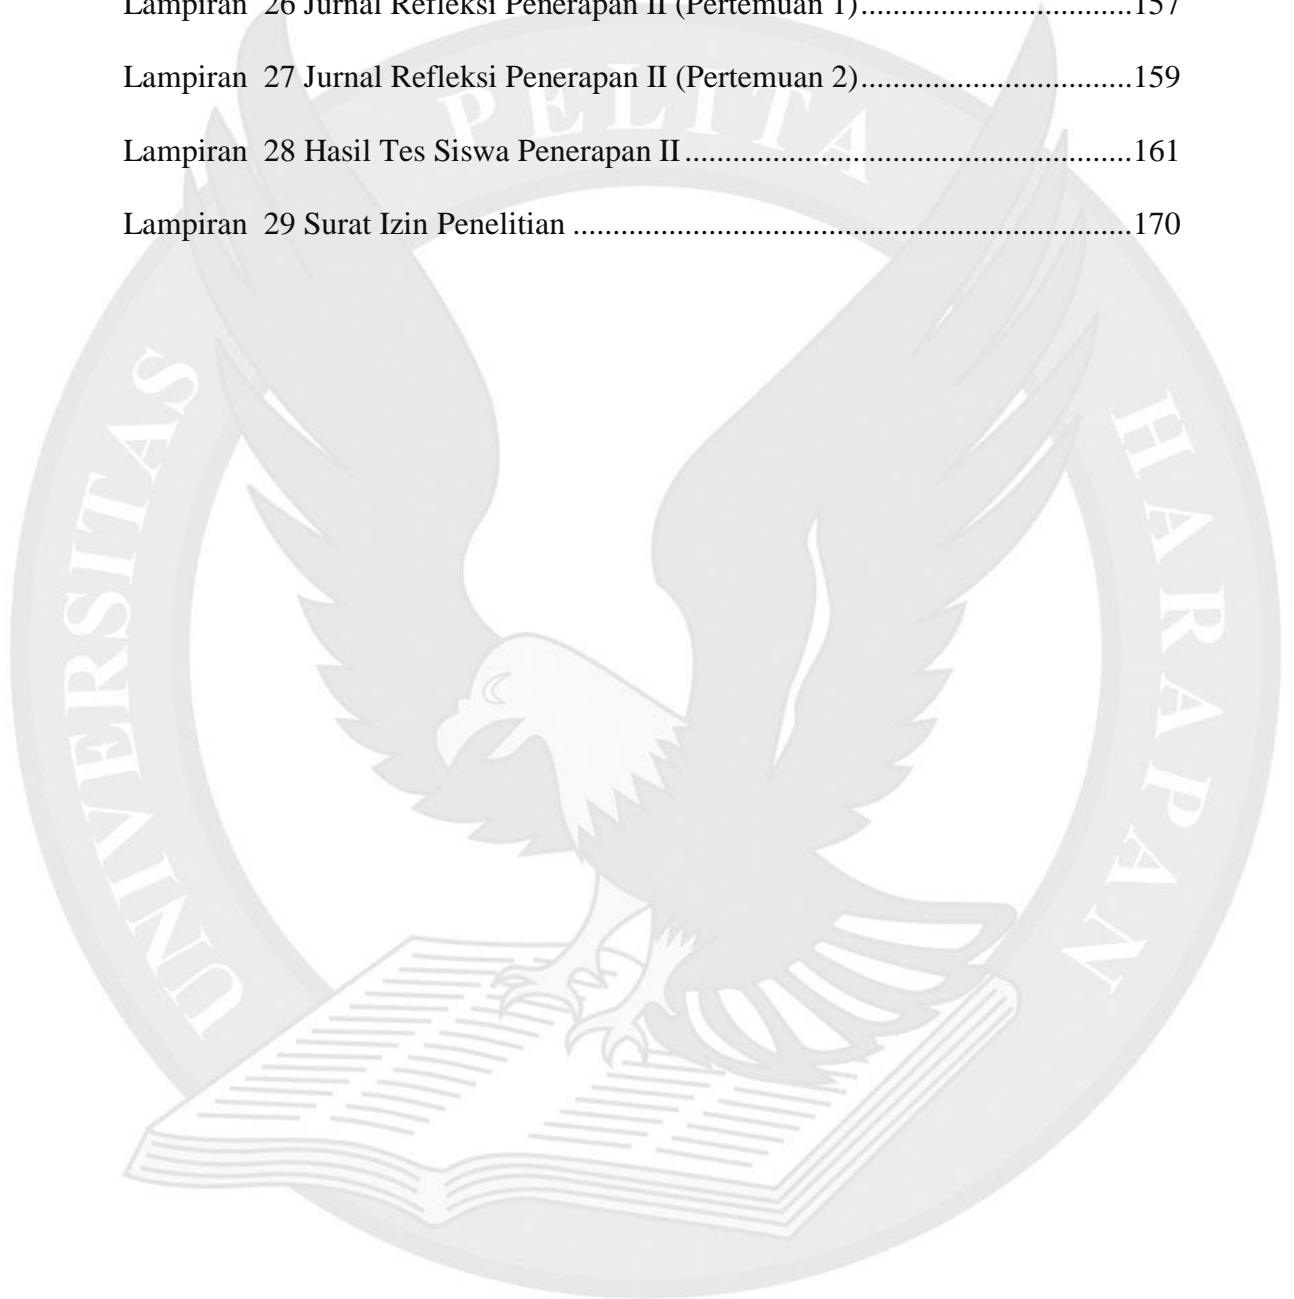 Lampiran 26 Jurnal Refleksi Penerapan II (Pertemuan 1)..................................157
Lampiran 27 Jurnal Refleksi Penerapan II (Pertemuan 2)..................................159
Lampiran 28 Hasil Tes Siswa Penerapan II........................................................161
Lampiran 29 Surat Izin Penelitian ......................................................................170
UNIVERSITAS PELITA HARAPAN